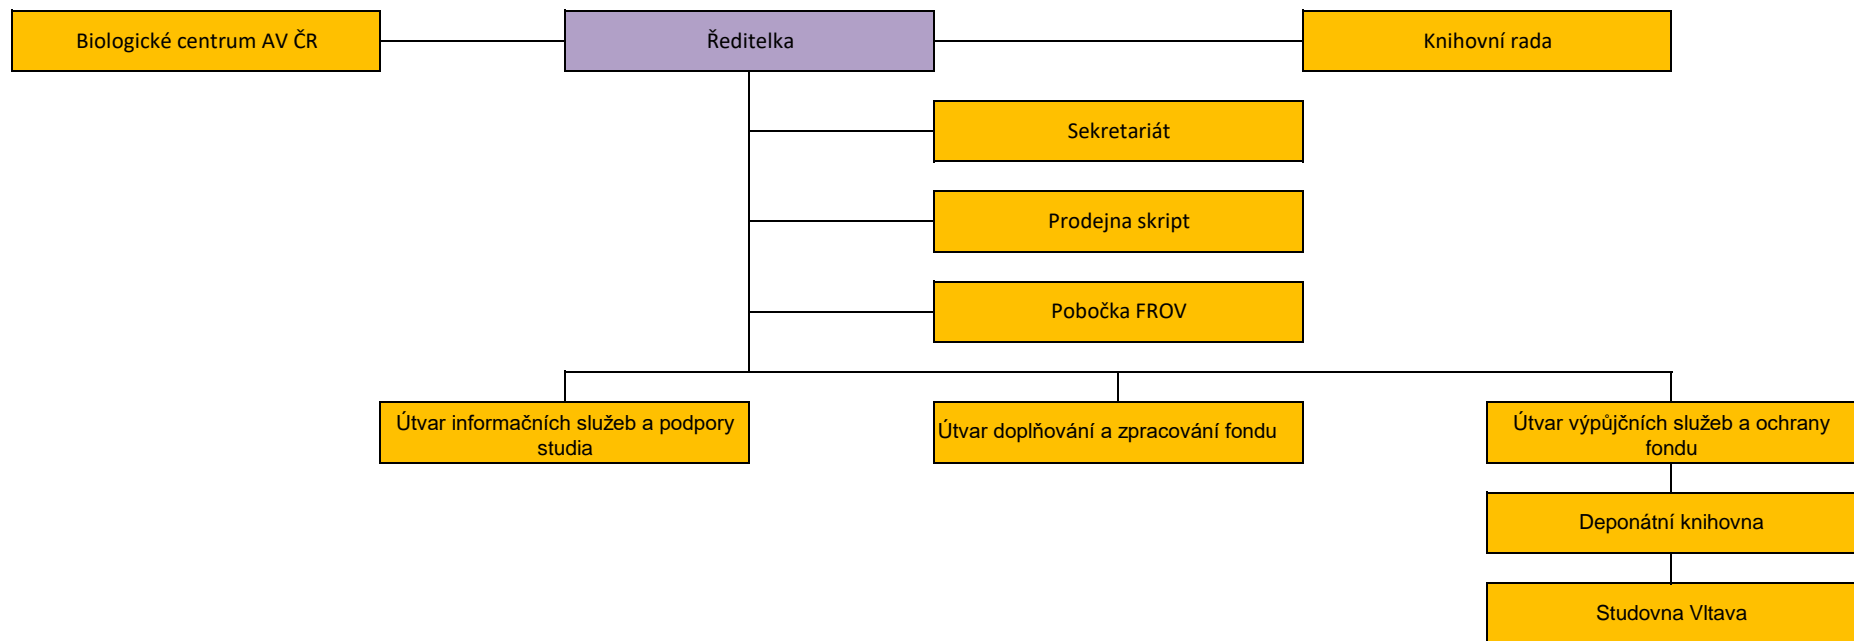 Biologické centrum AV ČR
Ředitelka
Knihovní rada
Sekretariát
Prodejna skript
Pobočka FROV
Útvar informačních služeb a podpory
studia
Útvar doplňování a zpracování fondu
Útvar výpůjčních služeb a ochrany
fondu
Deponátní knihovna
Studovna Vltava